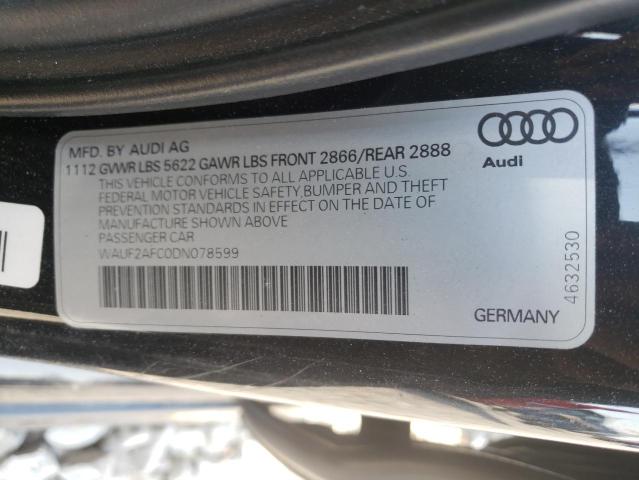 MFD. BY AUDI AG
1112 GVWR LBS 5622 GAWR LBS FRONT 2866/REAR 2888
THIS VEHICLE CONFORMS TO ALL APPLICABLE U.S.
FEDERAL MOTOR VEHICLE SAFETY,BUMPER AND THEFT
PREVENTION STANDARDS IN EFFECT ON THE DATE OF
MANUFACTURE SHOWN ABOVE
PASSENGER CAR
WAUF2AFC0DN078599
Audi
4632530
GERMANY